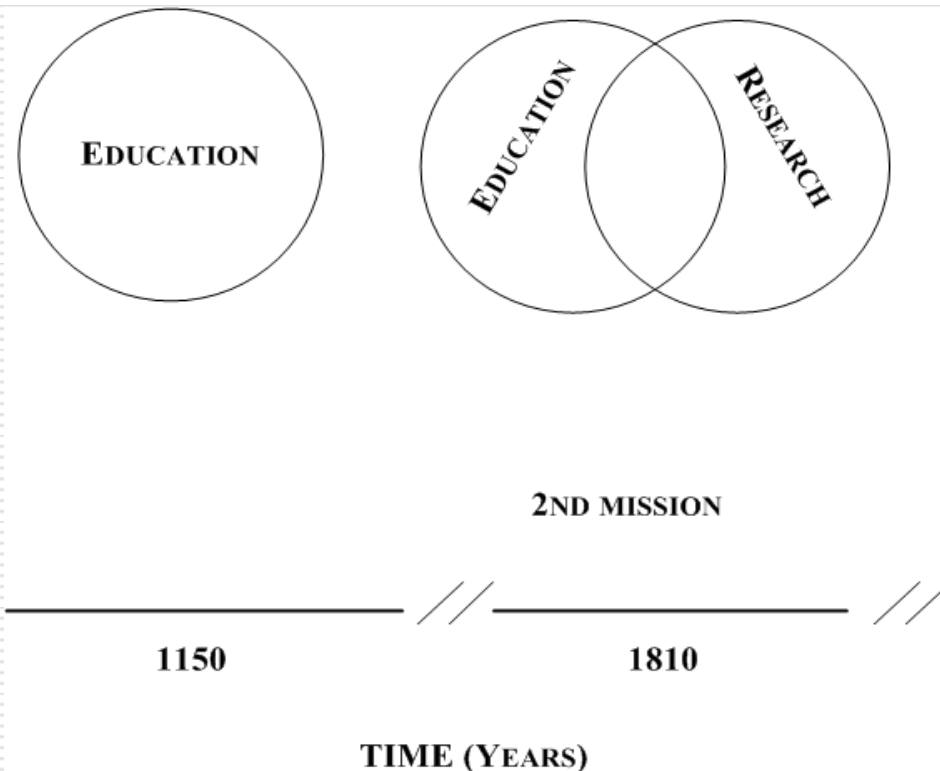 EDUCATION
EDUCATION
RESEARCH
2ND MISSION
1150
1810
TIME (YEARS)